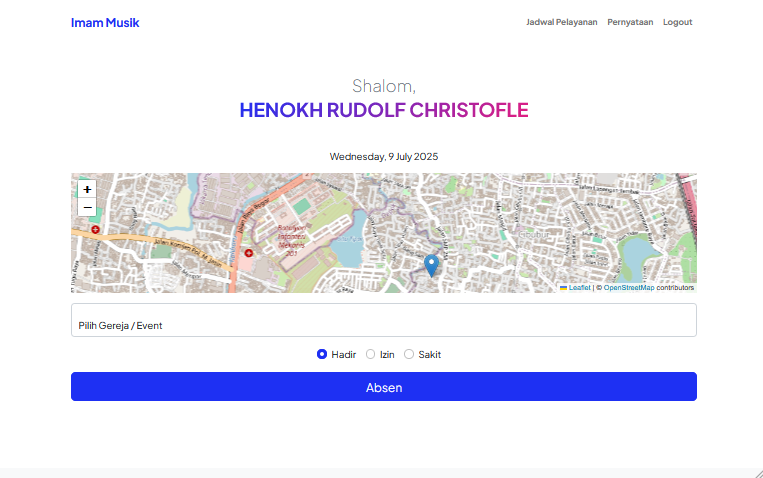 Imam Musik
Jadwal Pelayanan Pernyataan Logout
Shalom,
HENOKH RUDOLF CHRISTOFLE
Wednesday, 9 July 2025
+
−
Batalyon
Infanteri
Mekanis
201
Cibubur
Leaflet | © OpenStreetMap contributors
Pilih Gereja / Event
Hadir Izin Sakit
Absen